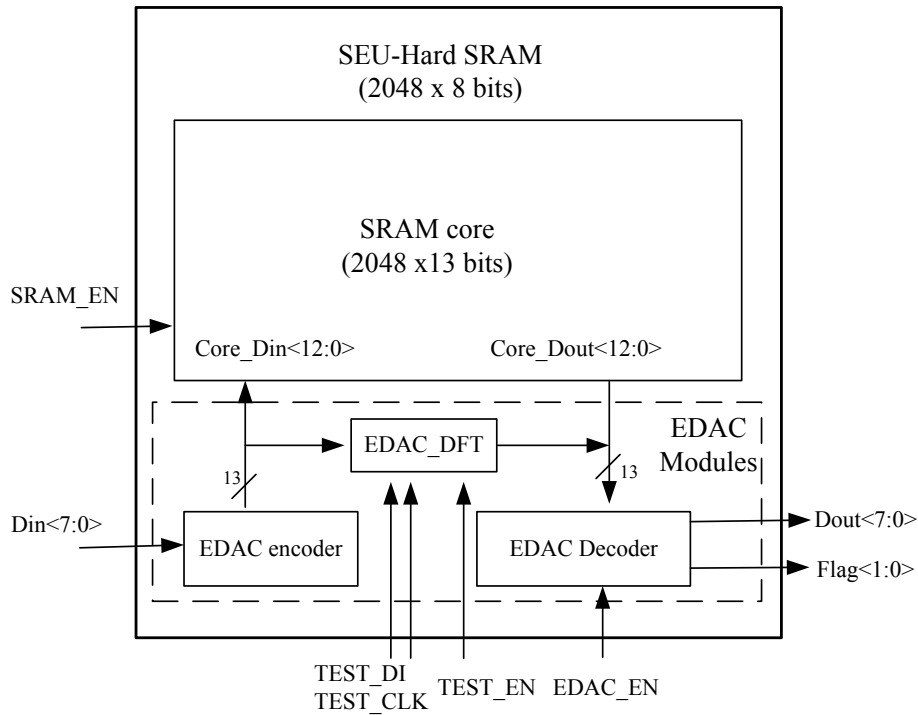 SEU-Hard SRAM
(2048 x 8 bits)
SRAM core
(2048 x13 bits)
SRAM_EN
Core_Din<12:0>
Core_Dout<12:0>
EDAC_DFT
EDAC
Modules
13
13
Din<7:0>
EDAC encoder
EDAC Decoder
Dout<7:0>
Flag<1:0>
TEST_DI
TEST_CLK
TEST_EN
EDAC_EN